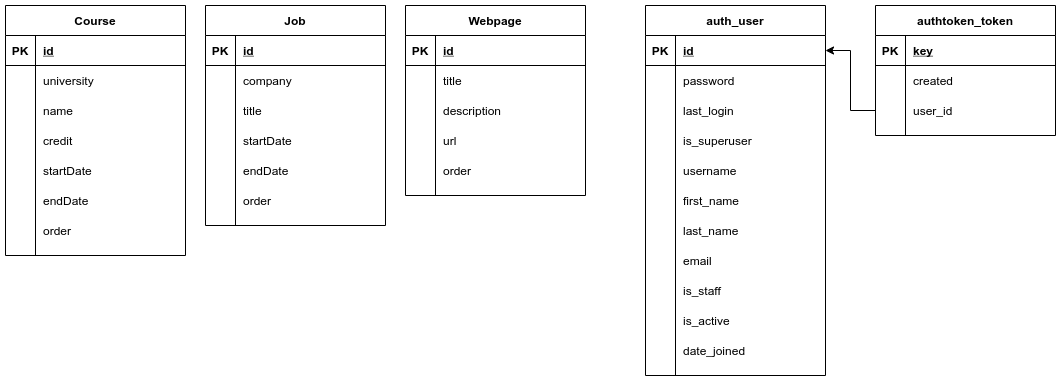 Course
PK id
university
name
credit
startDate
endDate
order
Job
PK id
company
title
startDate
endDate
order
Webpage
PK id
title
description
url
order
auth_user
PK id
password
last_login
is_superuser
username
first_name
last_name
email
is_staff
is_active
date_joined
authtoken_token
PK key
created
user_id